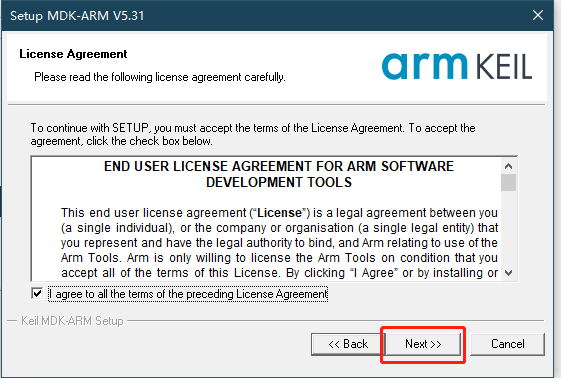 Setup MDK-ARM V5.31
License Agreement
Please read the following license agreement carefully.
arm KEIL
To continue with SETUP, you must accept the terms of the License Agreement. To accept the
agreement, click the check box below.
END USER LICENSE AGREEMENT FOR ARM SOFTWARE
DEVELOPMENT TOOLS
This end user license agreement (“License”) is a legal agreement between you
(a single individual), or the company or organisation (a single legal entity) that
you represent and have the legal authority to bind, and Arm relating to use of the
Arm Tools. Arm is only willing to license the Arm Tools on condition that you
accept all of the terms of this License. By clicking “I Agree” or by installing or
I agree to all the terms of the preceding License Agreement
Keil MDK-ARM Setup
<< Back
Next >>
Cancel